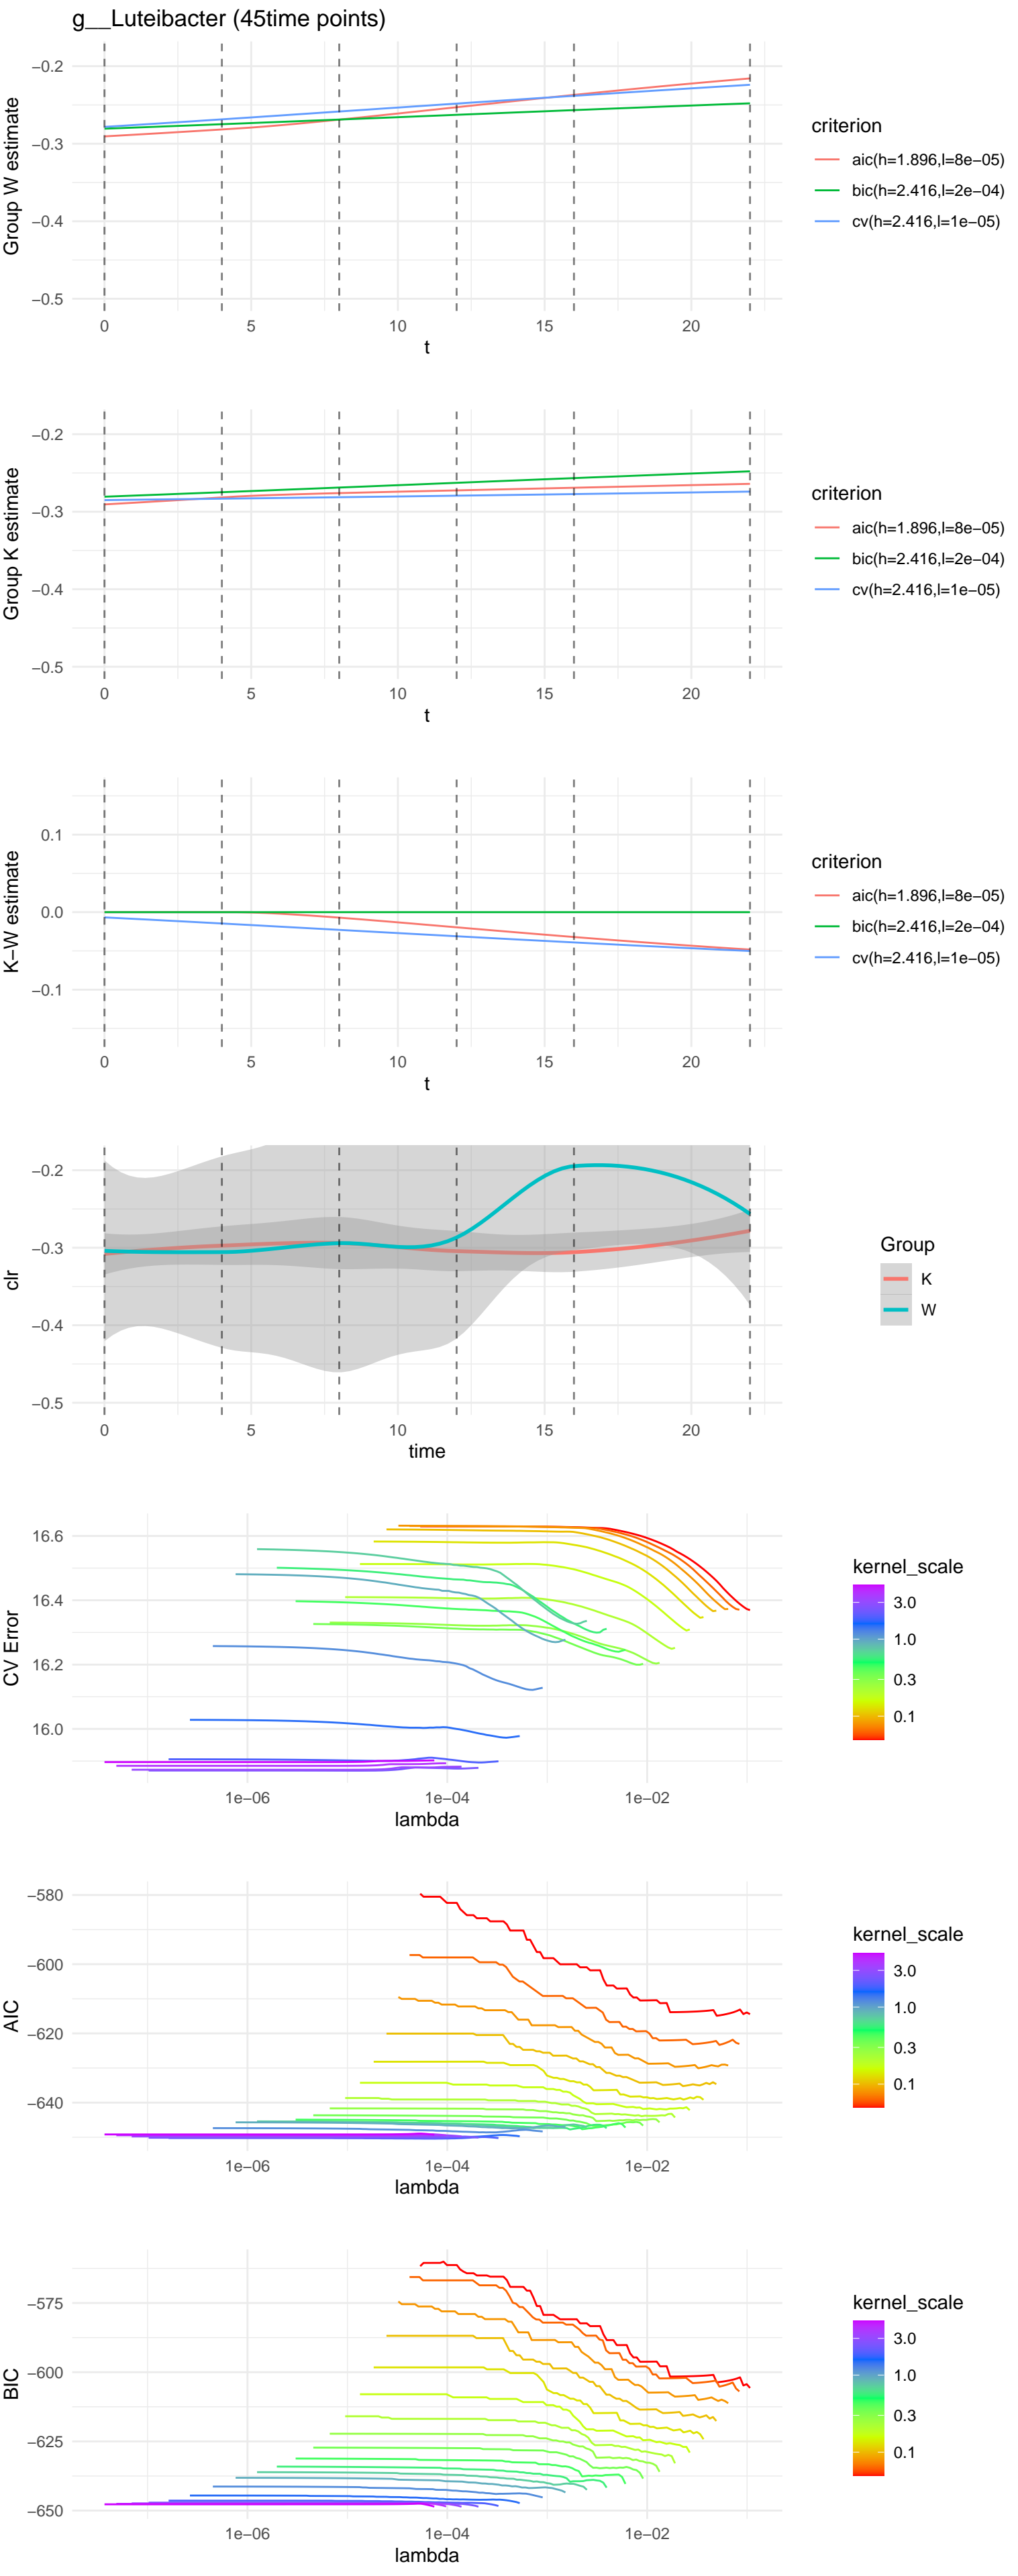 g__Luteibacter (45time points)
Group W estimate
−0.2
−0.3
−0.4
−0.5
0 5 10 15 20
t
criterion
aic(h=1.896,l=8e−05)
bic(h=2.416,l=2e−04)
cv(h=2.416,l=1e−05)
Group K estimate
−0.2
−0.3
−0.4
−0.5
0 5 10 15 20
t
criterion
aic(h=1.896,l=8e−05)
bic(h=2.416,l=2e−04)
cv(h=2.416,l=1e−05)
K−W estimate
0.1
0.0
−0.1
0 5 10 15 20
t
criterion
aic(h=1.896,l=8e−05)
bic(h=2.416,l=2e−04)
cv(h=2.416,l=1e−05)
clr
−0.2
−0.3
−0.4
−0.5
0 5 10 15 20
time
Group
K
W
CV Error
16.6
16.4
16.2
16.0
1e−06 1e−04 1e−02
lambda
kernel_scale
3.0
1.0
0.3
0.1
AIC
−580
−600
−620
−640
1e−06 1e−04 1e−02
lambda
kernel_scale
3.0
1.0
0.3
0.1
BIC
−575
−600
−625
−650
1e−06 1e−04 1e−02
lambda
kernel_scale
3.0
1.0
0.3
0.1